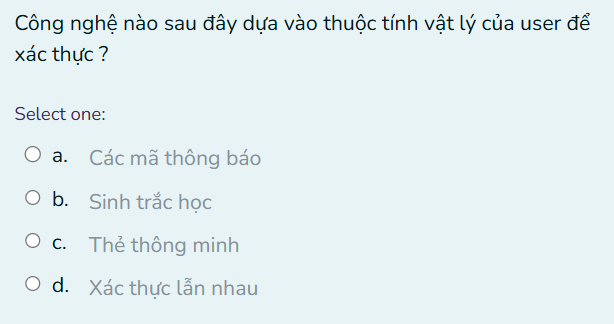 Công nghệ nào sau đây dựa vào thuộc tính vật lý của user để
xác thực ?
Select one:
a. Các mã thông báo
b. Sinh trắc học
c. Thẻ thông minh
d. Xác thực lẫn nhau